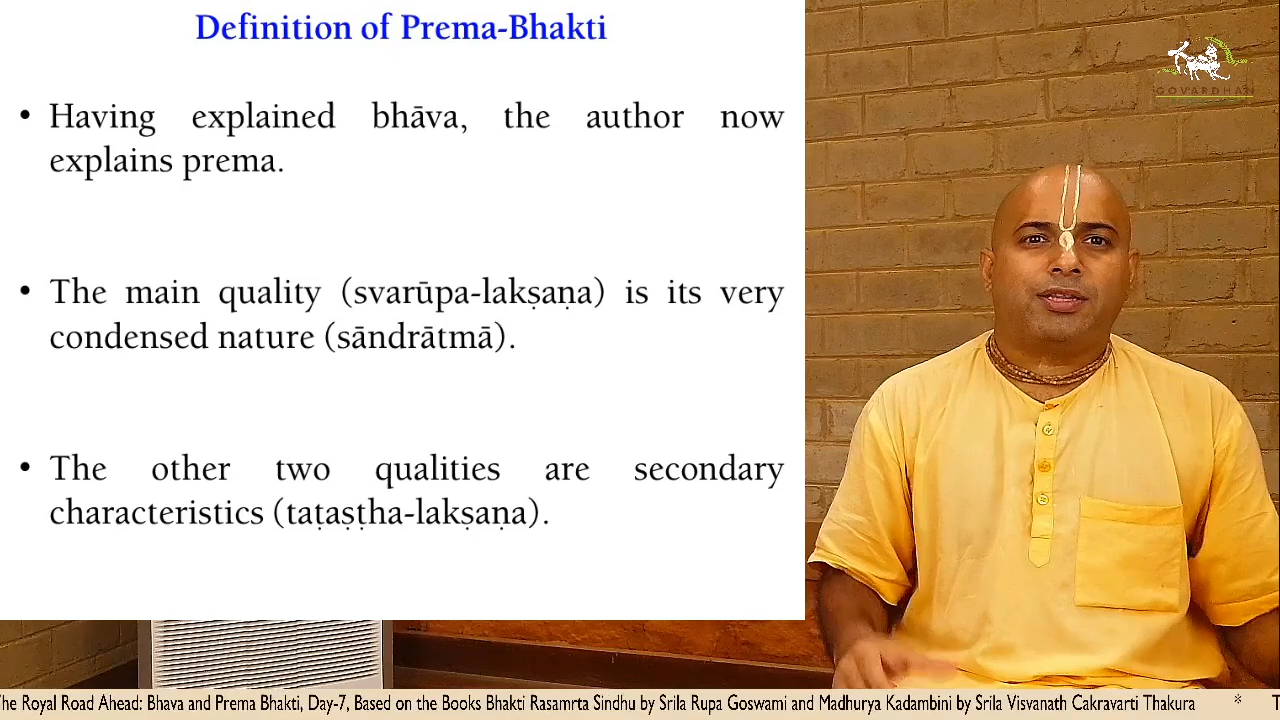 Definition of Prema-Bhakti
• Having explained bhāva, the author now
explains prema.
• The main quality (svarūpa-lakṣaṇa) is its very
condensed nature (sāndrātmā).
• The other two qualities are secondary
characteristics (taṭaṣṭha-lakṣaṇa).
GOVARDHAN
The Royal Road Ahead: Bhava and Prema Bhakti, Day-7, Based on the Books Bhakti Rasamrta Sindhu by Srila Rupa Goswami and Madhurya Kadambini by Srila Visvanath Cakravarti Thakura * T